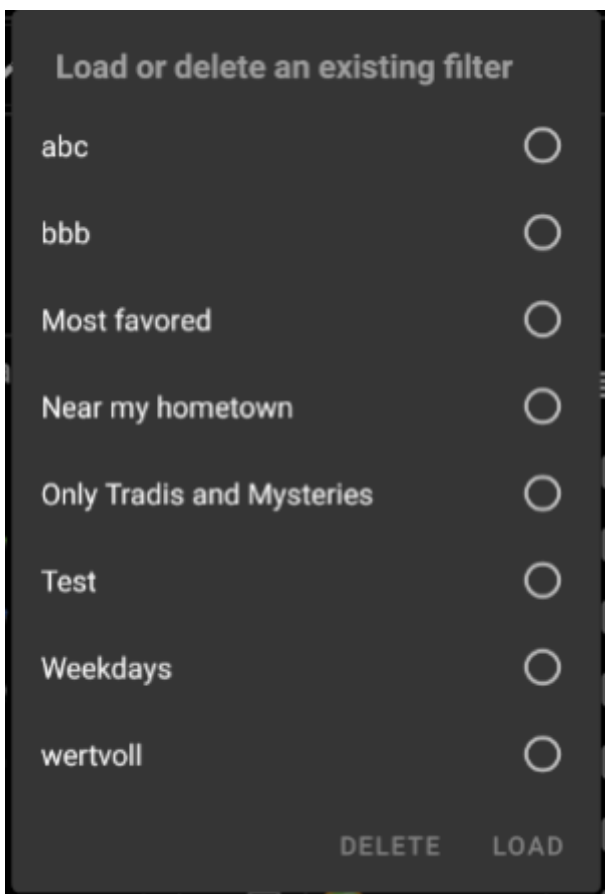 Load or delete an existing filter
abc
bbb
Most favored
Near my hometown
Only Tradis and Mysteries
Test
Weekdays
wertvoll
DELETE LOAD